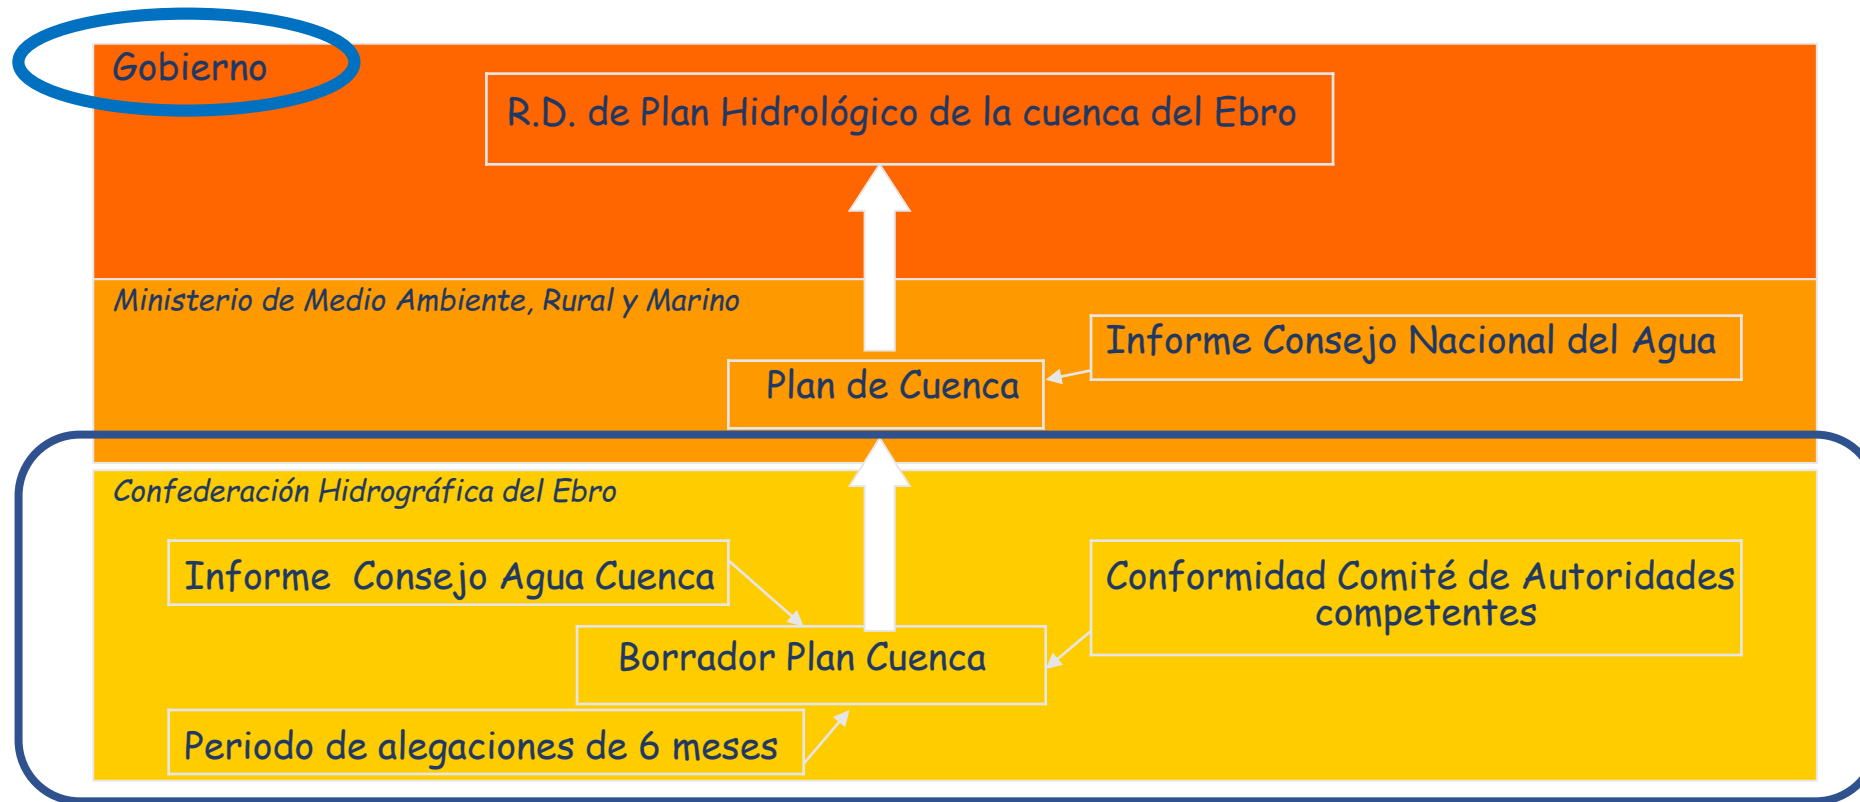 Gobierno
R.D. de Plan Hidrológico de la cuenca del Ebro
Ministerio de Medio Ambiente, Rural y Marino
Informe Consejo Nacional del Agua
Plan de Cuenca
Confederación Hidrográfica del Ebro
Informe Consejo Agua Cuenca
Conformidad Comité de Autoridades
competentes
Borrador Plan Cuenca
Periodo de alegaciones de 6 meses